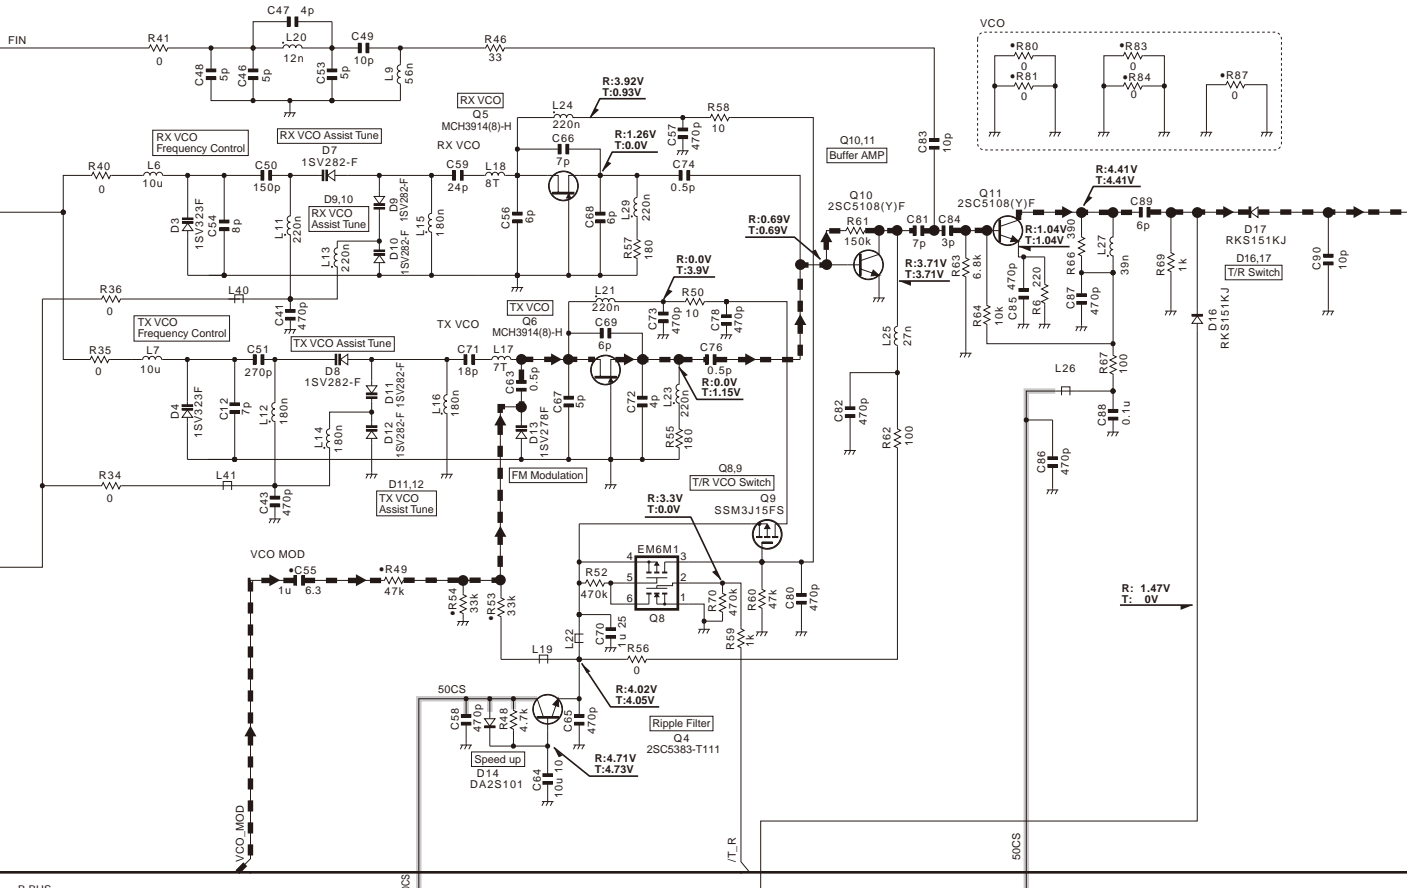 C47 4p
FIN
R41
0
L20
12n
C49
10p
R46
33
C48 5p
C46 5p
C53 5p
L9 56n
VCO
•R80
0
•R81
0
•R83
0
•R84
0
•R87
0
RX VCO
Frequency Control
RX VCO Assist Tune
D7
1SV282-F
RX VCO
Q5
MCH3914(8)-H
RX VCO
L24
220n
C66
7p
R:3.92V
T:0.93V
R:1.26V
T:0.0V
C57 470p
R58
10
Q10,11
Buffer AMP
C83 10p
R40
0
L6
10u
C50
150p
D9,10
RX VCO
Assist Tune
D9 1SV282-F
C59
24p
L18
8T
C74
0.5p
D3 1SV323F
C54 8p
L11 220n
L13 220n
D10 1SV282-F
L15 180n
C56 6p
C68 6p
L29 220n
R57 180
R:0.69V
T:0.69V
Q10
2SC5108(Y)F
R61
150k
C81
7p
C84
3p
Q11
2SC5108(Y)F
R:4.41V
T:4.41V
R:1.04V
T:1.04V
C89
6p
D17
RKS151KJ
D16,17
T/R Switch
R:3.71V
T:3.71V
R63 6.8k
R64 10k
C85 470p
R6 220
R66 390
L27 39n
C87 470p
R69 1k
D16 RKS151KJ
C90 10p
R36
0
L40
C41 470p
TX VCO
Frequency Control
TX VCO Assist Tune
D8
1SV282-F
TX VCO
TX VCO
Q6
MCH3914(8)-H
L21
220n
C69
6p
R:0.0V
T:3.9V
C73 470p
R50
10
C78 470p
R35
0
L7
10u
C51
270p
C71
18p
L17
7T
C63 0.5p
C76
0.5p
R:0.0V
T:1.15V
D4 1SV323F
C12 7p
L12 180n
L14 180n
D11 1SV282-F
D12 1SV282-F
L16 180n
D13 1SV278F
C67 5p
C72 4p
L23 220n
R55 180
L25 27n
C82 470p
R62 100
R67 100
L26
C88 0.1u
C86 470p
R34
0
L41
C43 470p
D11,12
TX VCO
Assist Tune
FM Modulation
Q8,9
T/R VCO Switch
Q9
SSM3J15FS
R:3.3V
T:0.0V
VCO MOD
•C55
1u 6.3
•R49
47k
•R54 33k
•R53 33k
EM6M1
4
5
6
3
2
1
Q8
R52
470k
C70 1u 25
L22
R70 470k
R60 47k
C80 470p
R59 1k
R: 1.47V
T: 0V
L19
R56
0
R:4.02V
T:4.05V
50CS
C58 470p
R48 4.7k
C65 470p
Ripple Filter
Q4
2SC5383-T111
Speed up
D14
DA2S101
C64 10u 10
R:4.71V
T:4.73V
VCO_MOD
/T_R
50CS